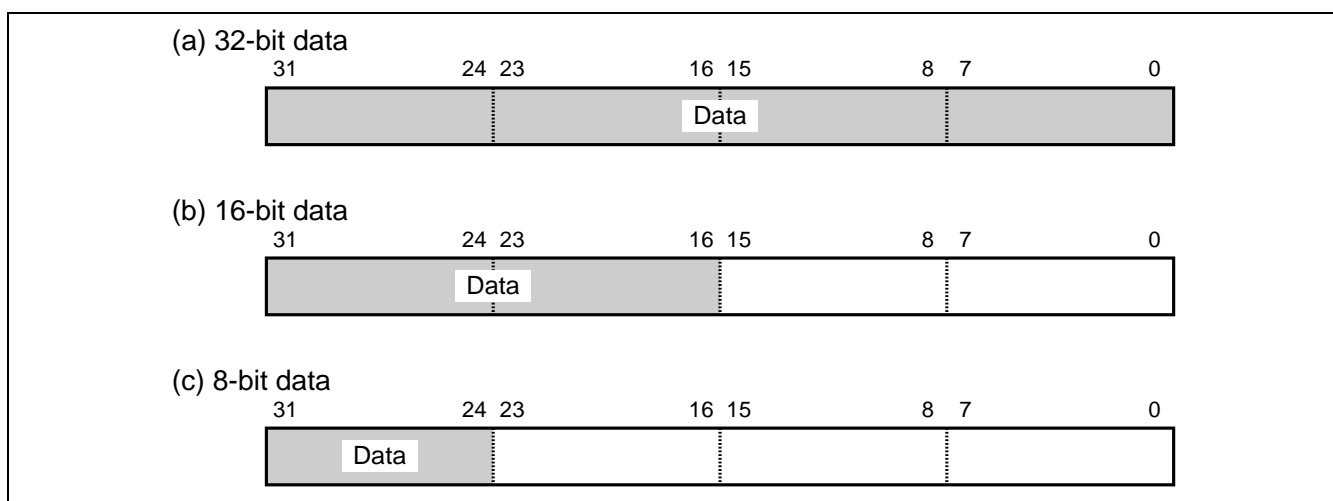 (a) 32-bit data
31 24 23 16 15 8 7 0
Data
(b) 16-bit data
31 24 23 16 15 8 7 0
Data
(c) 8-bit data
31 24 23 16 15 8 7 0
Data